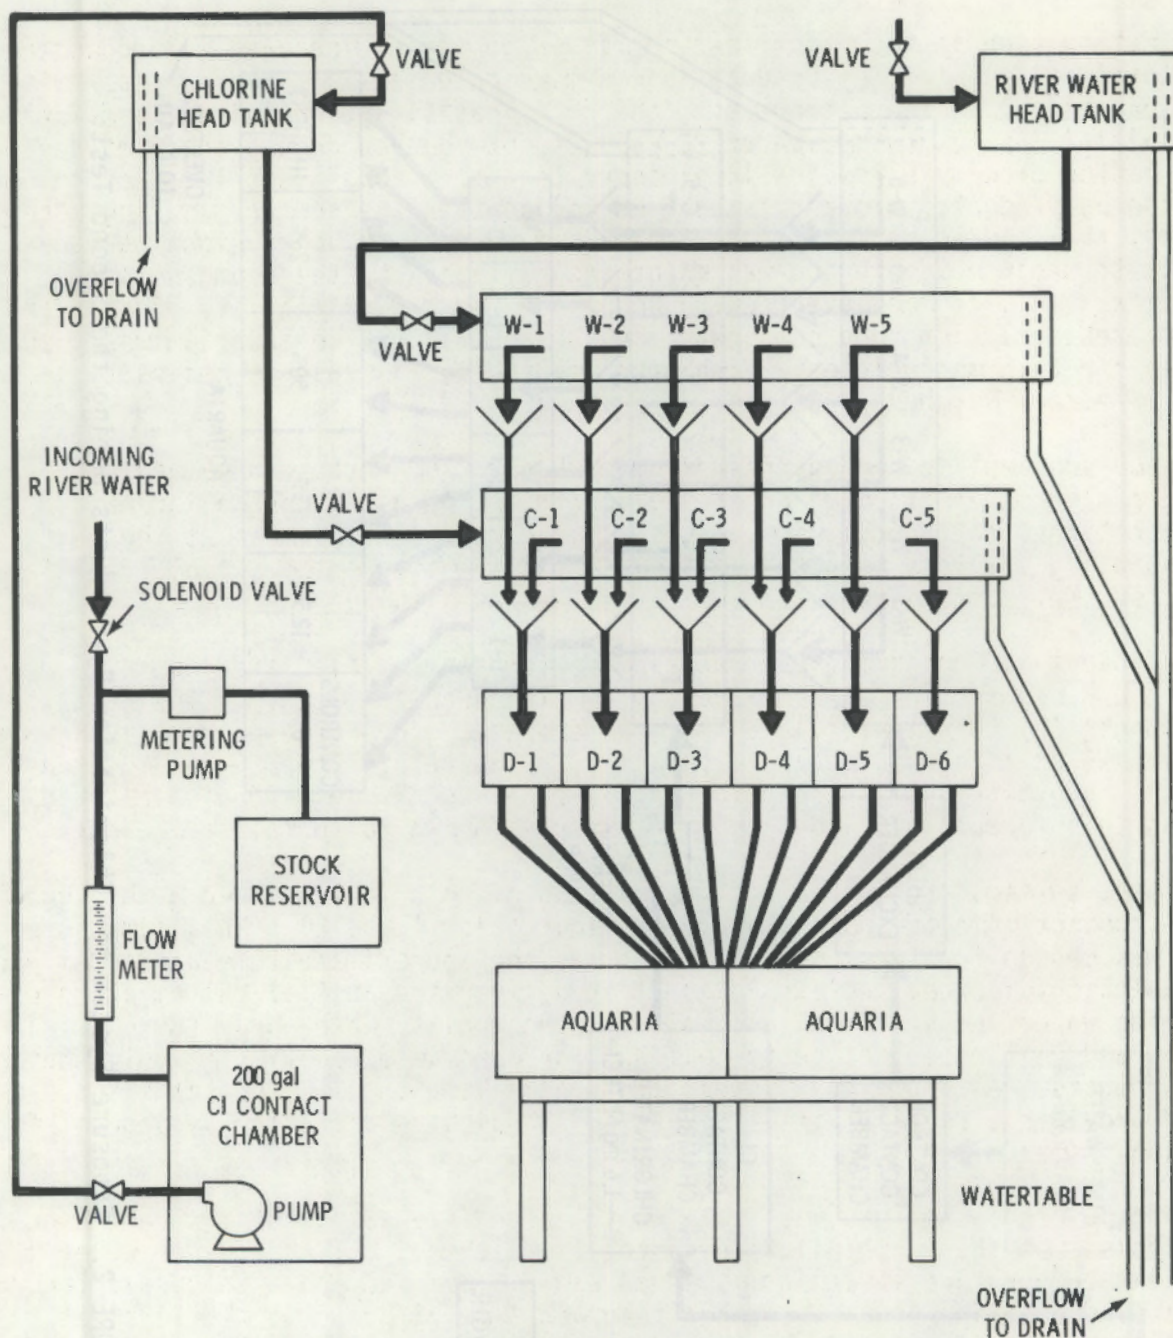 VALVE
CHLORINE
HEAD TANK
VALVE
RIVER WATER
HEAD TANK
OVERFLOW
TO DRAIN
VALVE
W-1 W-2 W-3 W-4 W-5
INCOMING
RIVER WATER
VALVE
C-1 C-2 C-3 C-4 C-5
SOLENOID VALVE
METERING
PUMP
D-1 D-2 D-3 D-4 D-5 D-6
STOCK
RESERVOIR
FLOW
METER
AQUARIA AQUARIA
200 gal
Cl CONTACT
CHAMBER
VALVE
PUMP
WATERTABLE
OVERFLOW
TO DRAIN